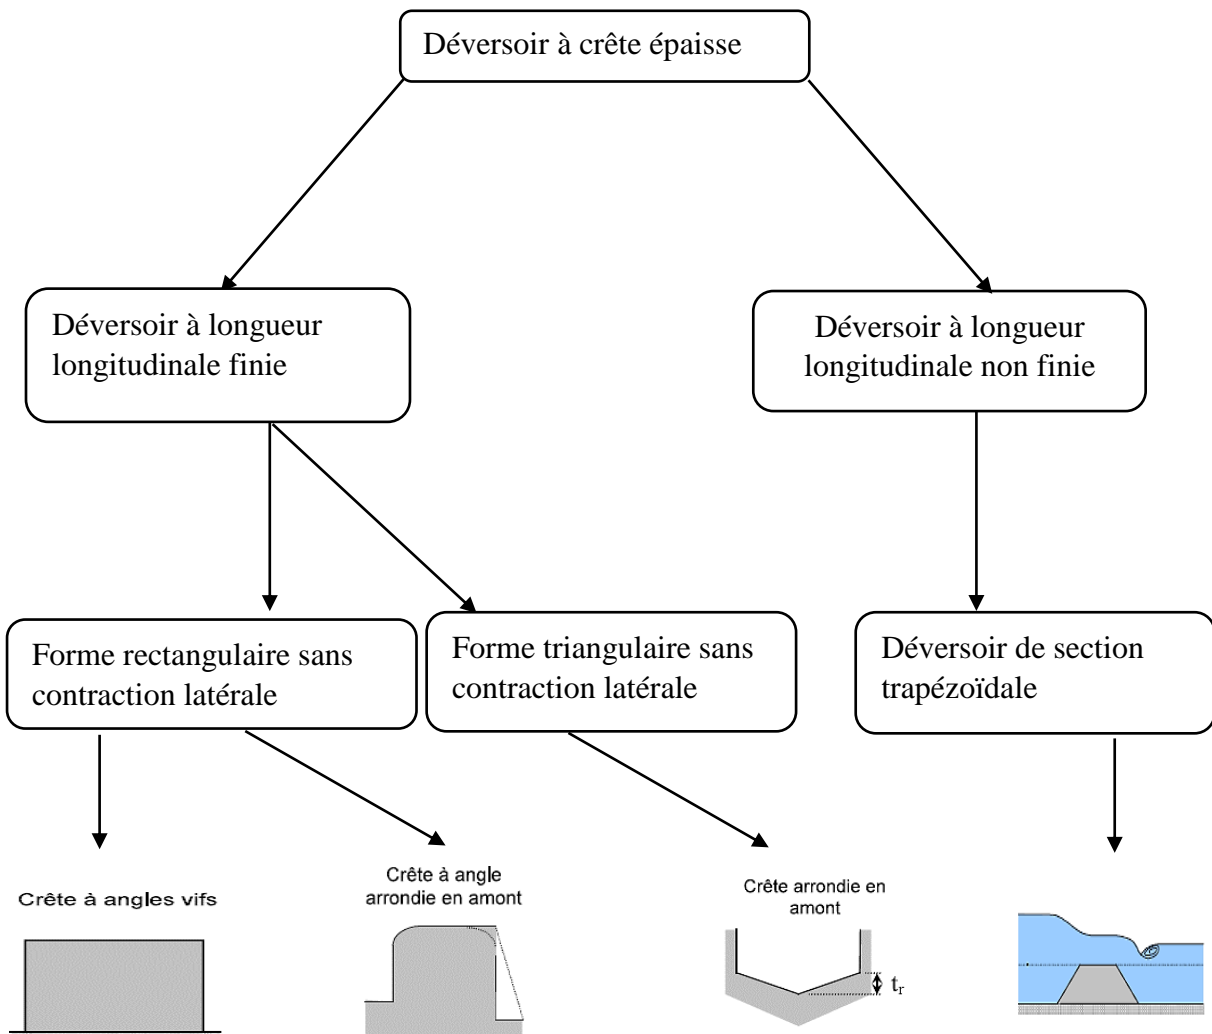 Déversoir à crête épaisse
Déversoir à longueur
longitudinale finie
Déversoir à longueur
longitudinale non finie
Forme rectangulaire sans
contraction latérale
Forme triangulaire sans
contraction latérale
Déversoir de section
trapézoïdale
Crête à angles vifs
Crête à angle
arrondie en amont
Crête arrondie en
amont
tr